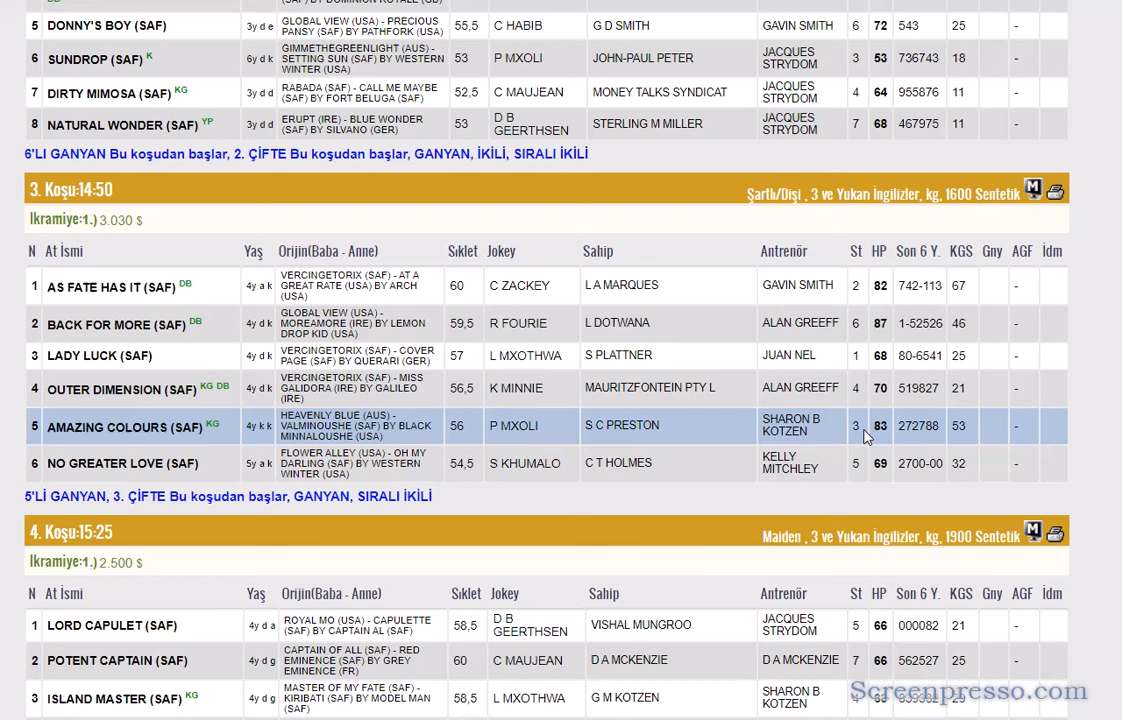 DB
5 DONNY'S BOY (SAF) 3y d e GLOBAL VIEW (USA) - PRECIOUS PANSY (SAF) BY PATHFORK (USA) 55,5 C HABIB G D SMITH GAVIN SMITH 6 72 543 25 -
6 SUNDROP (SAF) K 6y d k GIMMETHEGREENLIGHT (AUS) - SETTING SUN (SAF) BY WESTERN WINTER (USA) 53 P MXOLI JOHN-PAUL PETER JACQUES STRYDOM 3 53 736743 18 -
7 DIRTY MIMOSA (SAF) KG 3y d d RABADA (SAF) - CALL ME MAYBE (SAF) BY FORT BELUGA (SAF) 52,5 C MAUJEAN MONEY TALKS SYNDICAT JACQUES STRYDOM 4 64 955876 11 -
8 NATURAL WONDER (SAF) YP 3y d d ERUPT (IRE) - BLUE WONDER (SAF) BY SILVANO (GER) 53 D B GEERTHSEN STERLING M MILLER JACQUES STRYDOM 7 68 467975 11 -
6'LI GANYAN Bu koşudan başlar, 2. ÇİFTE Bu koşudan başlar, GANYAN, İKİLİ, SIRALI İKİLİ
3. Koşu:14:50 Şartlı/Dişi , 3 ve Yukarı İngilizler, kg, 1600 Sentetik M
İkramiye:1.) 3.030 $
N At İsmi Yaş Orijin(Baba - Anne) Sıklet Jokey Sahip Antrenör St HP Son 6 Y. KGS Gny AGF İdm
1 AS FATE HAS IT (SAF) DB 4y a k VERCINGETORIX (SAF) - AT A GREAT RATE (USA) BY ARCH (USA) 60 C ZACKEY L A MARQUES GAVIN SMITH 2 82 742-113 67 -
2 BACK FOR MORE (SAF) DB 4y d k GLOBAL VIEW (USA) - MOREAMORE (IRE) BY LEMON DROP KID (USA) 59,5 R FOURIE L DOTWANA ALAN GREEFF 6 87 1-52526 46 -
3 LADY LUCK (SAF) 4y d k VERCINGETORIX (SAF) - COVER PAGE (SAF) BY QUERARI (GER) 57 L MXOTHWA S PLATTNER JUAN NEL 1 68 80-6541 25 -
4 OUTER DIMENSION (SAF) KG DB 4y d k VERCINGETORIX (SAF) - MISS GALIDORA (IRE) BY GALILEO (IRE) 56,5 K MINNIE MAURITZFONTEIN PTY L ALAN GREEFF 4 70 519827 21 -
5 AMAZING COLOURS (SAF) KG 4y k k HEAVENLY BLUE (AUS) - VALMINOUSHE (SAF) BY BLACK MINNALOUSHE (USA) 56 P MXOLI S C PRESTON SHARON B KOTZEN 3 83 272788 53 -
6 NO GREATER LOVE (SAF) 5y a k FLOWER ALLEY (USA) - OH MY DARLING (SAF) BY WESTERN WINTER (USA) 54,5 S KHUMALO C T HOLMES KELLY MITCHLEY 5 69 2700-00 32 -
5'Lİ GANYAN, 3. ÇİFTE Bu koşudan başlar, GANYAN, SIRALI İKİLİ
4. Koşu:15:25 Maiden , 3 ve Yukarı İngilizler, kg, 1900 Sentetik M
İkramiye:1.) 2.500 $
N At İsmi Yaş Orijin(Baba - Anne) Sıklet Jokey Sahip Antrenör St HP Son 6 Y. KGS Gny AGF İdm
1 LORD CAPULET (SAF) 4y d a ROYAL MO (USA) - CAPULETTE (SAF) BY CAPTAIN AL (SAF) 58,5 D B GEERTHSEN VISHAL MUNGROO JACQUES STRYDOM 5 66 000082 21 -
2 POTENT CAPTAIN (SAF) 4y d g CAPTAIN OF ALL (SAF) - RED EMINENCE (SAF) BY GREY EMINENCE (FR) 60 C MAUJEAN D A MCKENZIE D A MCKENZIE 7 66 562527 25 -
3 ISLAND MASTER (SAF) KG 4y d g MASTER OF MY FATE (SAF) - KIRIBATI (SAF) BY MODEL MAN (SAF) 58,5 L MXOTHWA G M KOTZEN SHARON B KOTZEN
Screenpresso.com